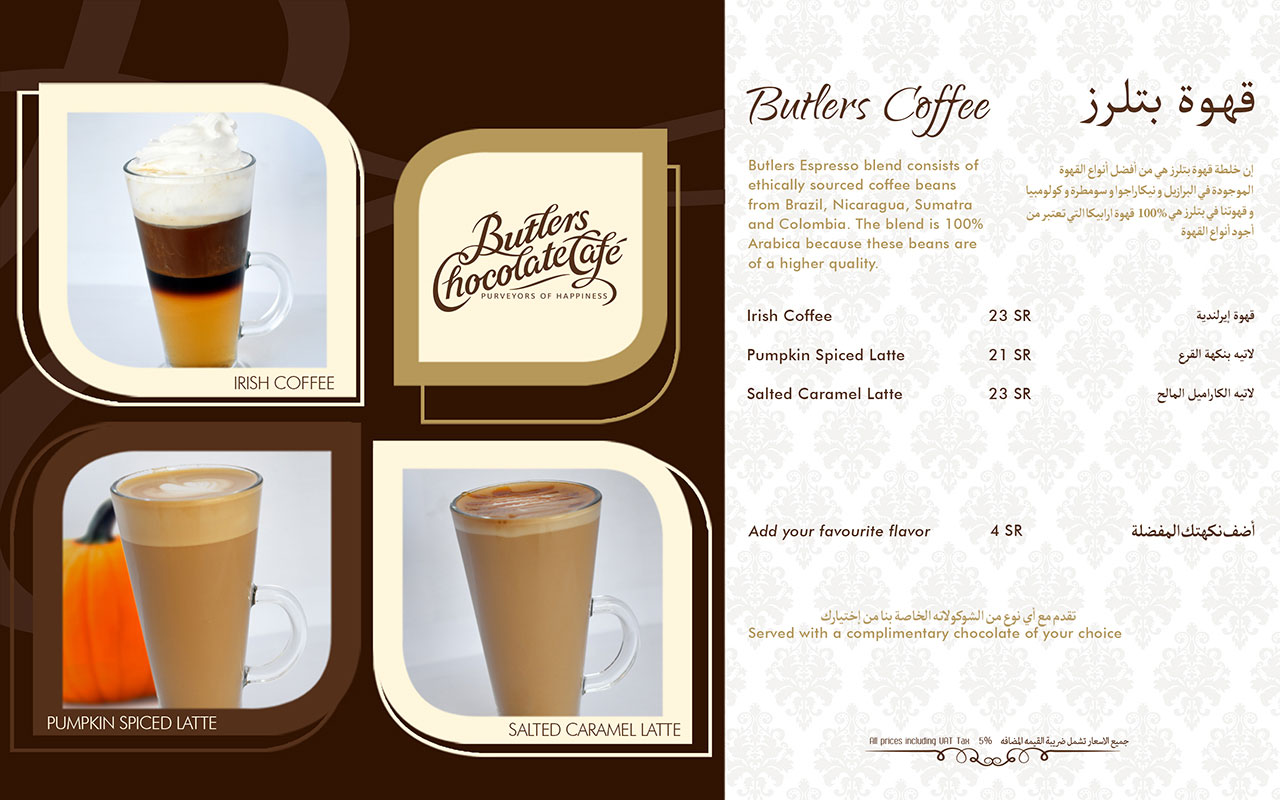 IRISH COFFEE
Butlers
Chocolate Café
PURVEYORS OF HAPPINESS
PUMPKIN SPICED LATTE
SALTED CARAMEL LATTE
Butlers Coffee
قهوة بتلرز
Butlers Espresso blend consists of
ethically sourced coffee beans
from Brazil, Nicaragua, Sumatra
and Colombia. The blend is 100%
Arabica because these beans are
of a higher quality.
إن خلطة قهوة بتلرز هي من أفضل أنواع القهوة
الموجودة في البرازيل و نيكاراجوا و سومطرة و كولومبيا
و قهوتنا في بتلرز هي 100% قهوة ارابيكا التي تعتبر من
أجود أنواع القهوة
Irish Coffee 23 SR قهوة إيرلندية
Pumpkin Spiced Latte 21 SR لاتيه بنكهة القرع
Salted Caramel Latte 23 SR لاتيه الكاراميل المالح
Add your favourite flavor 4 SR أضف نكهتك المفضلة
تقدم مع أي نوع من الشوكولاته الخاصة بنا من إختيارك
Served with a complimentary chocolate of your choice
All prices including VAT Tax 5% جميع الاسعار تشمل ضريبة القيمه المضافه